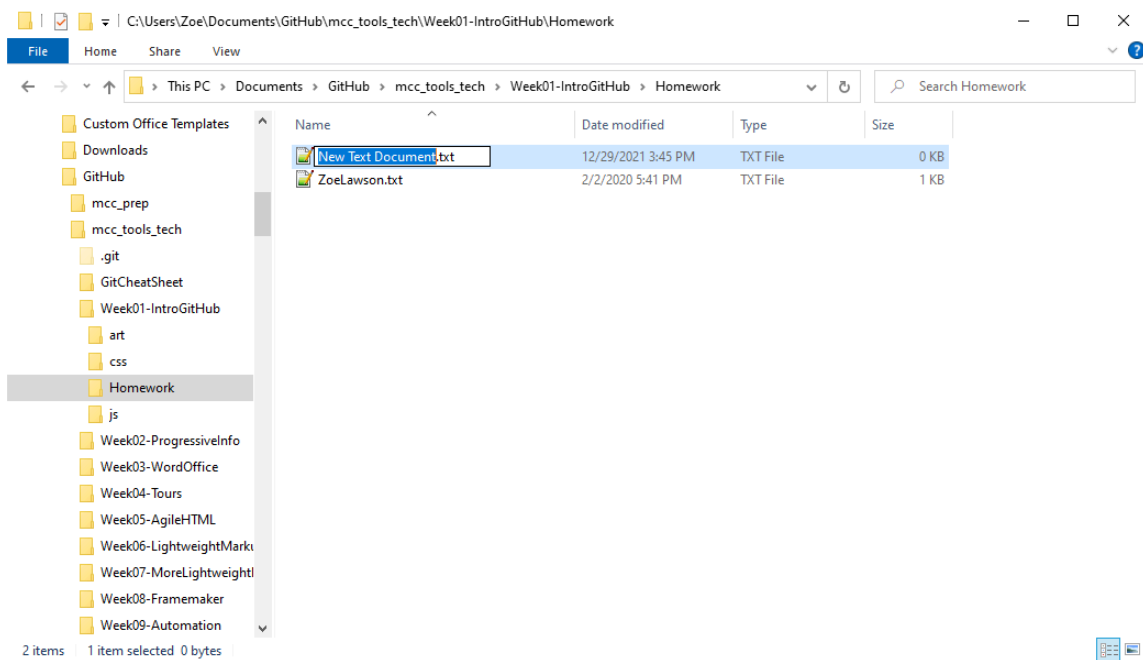 C:\Users\Zoe\Documents\GitHub\mcc_tools_tech\Week01-IntroGitHub\Homework
File Home Share View
This PC > Documents > GitHub > mcc_tools_tech > Week01-IntroGitHub > Homework Search Homework
Name Date modified Type Size
New Text Document.txt 12/29/2021 3:45 PM TXT File 0 KB
ZoeLawson.txt 2/2/2020 5:41 PM TXT File 1 KB
Custom Office Templates
Downloads
GitHub
mcc_prep
mcc_tools_tech
.git
GitCheatSheet
Week01-IntroGitHub
art
css
Homework
js
Week02-ProgressiveInfo
Week03-WordOffice
Week04-Tours
Week05-AgileHTML
Week06-LightweightMarku
Week07-MoreLightweightl
Week08-Framemaker
Week09-Automation
2 items 1 item selected 0 bytes